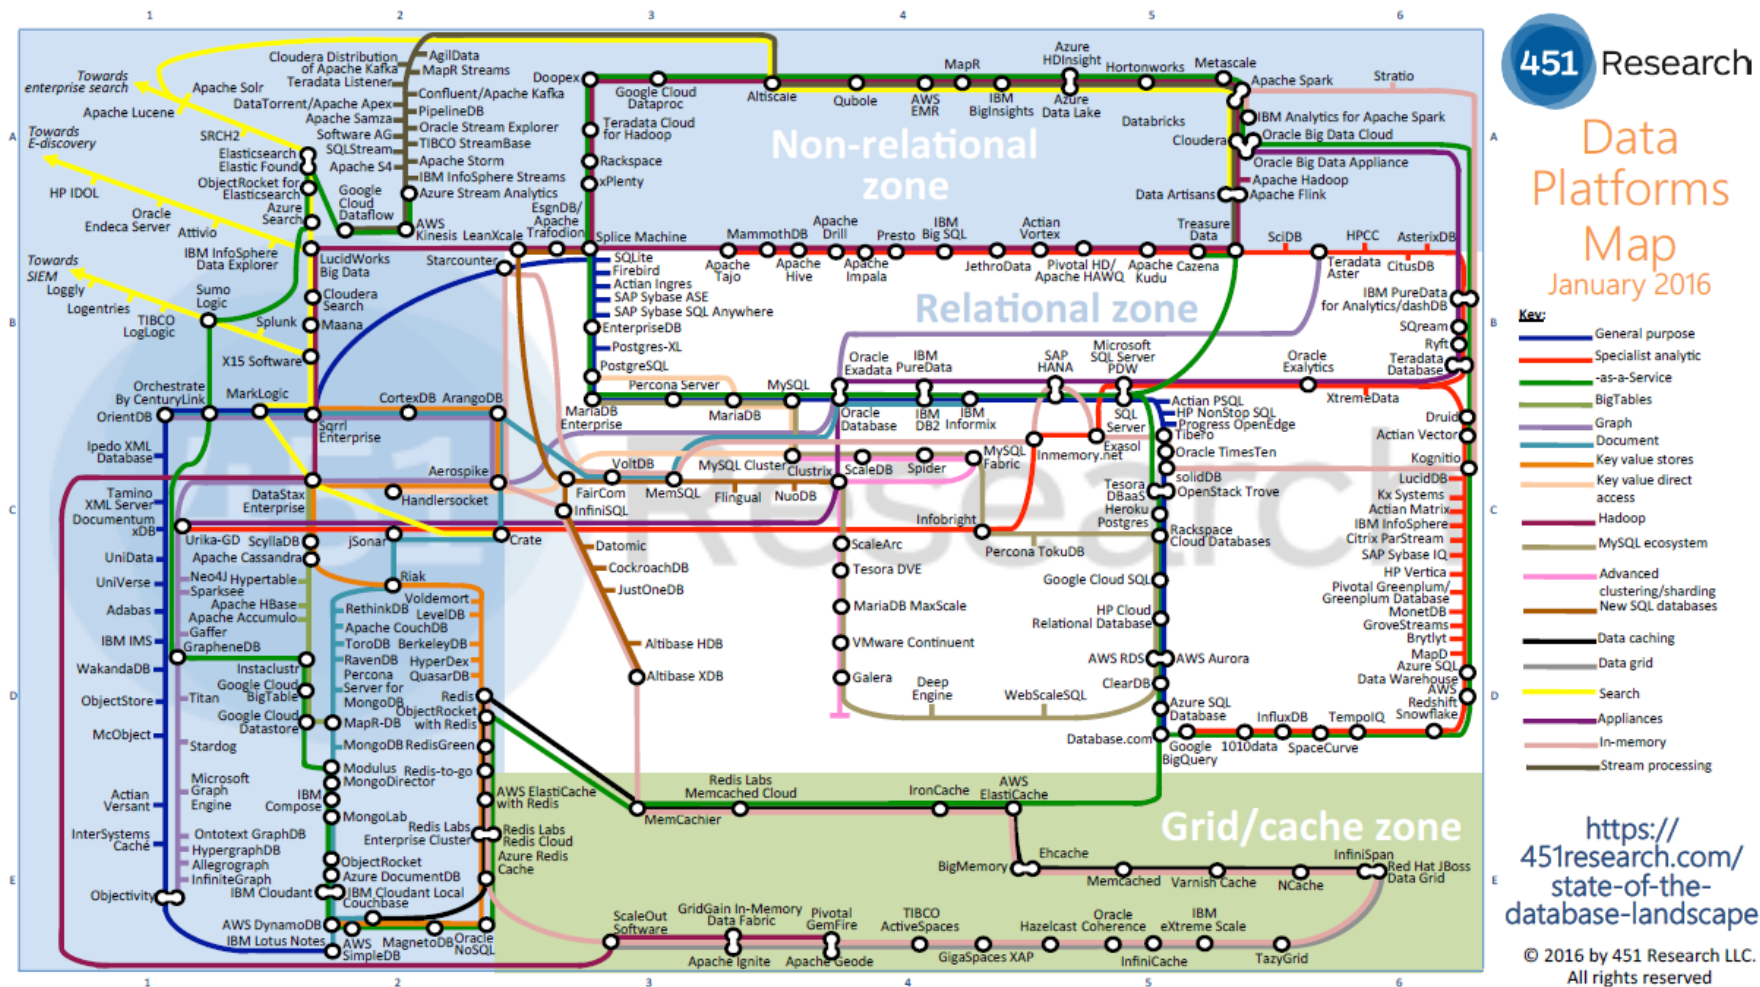 1 2 3 4 5 6
451 Research
Data
Platforms
Map
January 2016
Key:
General purpose
Specialist analytic
-as-a-Service
BigTables
Graph
Document
Key value stores
Key value direct
access
Hadoop
MySQL ecosystem
Advanced
clustering/sharding
New SQL databases
Data caching
Data grid
Search
Appliances
In-memory
Stream processing
https://
451research.com/
state-of-the-
database-landscape
© 2016 by 451 Research LLC.
All rights reserved
Non-relational
zone
Relational zone
Grid/cache zone
451 Research
A
B
C
D
E
A
B
C
D
E
Towards
enterprise search
Apache Solr
Apache Lucene
SRCH2
Towards
E-discovery
HP IDOL
Oracle
Endeca Server
Attivio
IBM InfoSphere
Data Explorer
Towards
SIEM
Loggly
Logentries
TIBCO
LogLogic
Sumo
Logic
Splunk
X15 Software
Elasticsearch
Elastic Found
ObjectRocket for
Elasticsearch
Azure
Search
LucidWorks
Big Data
Cloudera
Search
Maana
Google
Cloud
Dataflow
AWS
Kinesis
Cloudera Distribution
of Apache Kafka
Teradata Listener
DataTorrent/Apache Apex
Apache Samza
Software AG
SQLStream
Apache S4
AgilData
MapR Streams
Confluent/Apache Kafka
PipelineDB
Oracle Stream Explorer
TIBCO StreamBase
Apache Storm
IBM InfoSphere Streams
Azure Stream Analytics
Doopex
Google Cloud
Dataproc
Teradata Cloud
for Hadoop
Rackspace
xPlenty
EsgnDB/
Apache
Trafodion
LeanXcale
Splice Machine
Starcounter
Altiscale
Qubole
AWS
EMR
MapR
IBM
BigInsights
Azure
HDInsight
Azure
Data Lake
Hortonworks
Metascale
Apache Spark
Stratio
Databricks
IBM Analytics for Apache Spark
Cloudera
Oracle Big Data Cloud
Oracle Big Data Appliance
Apache Hadoop
Data Artisans
Apache Flink
Apache
Tajo
MammothDB
Apache
Hive
Apache
Drill
Apache
Impala
Presto
IBM
Big SQL
JethroData
Actian
Vortex
Pivotal HD/
Apache HAWQ
Apache
Kudu
Cazena
Treasure
Data
SciDB
Teradata
Aster
HPCC
CitusDB
AsterixDB
IBM PureData
for Analytics/dashDB
SQream
Ryft
Teradata
Database
SQLite
Firebird
Actian Ingres
SAP Sybase ASE
SAP Sybase SQL Anywhere
EnterpriseDB
Postgres-XL
PostgreSQL
MariaDB
Enterprise
Percona Server
MariaDB
MySQL
Oracle
Exadata
Oracle
Database
IBM
PureData
IBM
DB2
IBM
Informix
SAP
HANA
Microsoft
SQL Server
PDW
SQL
Server
Oracle
Exalytics
XtremeData
Actian PSQL
HP NonStop SQL
Progress OpenEdge
Tibero
Oracle TimesTen
solidDB
Exasol
Inmemory.net
Druid
Actian Vector
Kognitio
LucidDB
Kx Systems
Actian Matrix
IBM InfoSphere
Citrix ParStream
SAP Sybase IQ
HP Vertica
Pivotal Greenplum/
Greenplum Database
MonetDB
GroveStreams
Brytlyt
MapD
Azure SQL
Data Warehouse
AWS
Redshift
Snowflake
Orchestrate
By CenturyLink
MarkLogic
OrientDB
Sqrrl
Enterprise
CortexDB
ArangoDB
Ipedo XML
Database
Tamino
XML Server
Documentum
xDB
UniData
UniVerse
Adabas
IBM IMS
WakandaDB
ObjectStore
McObject
Actian
Versant
InterSystems
Caché
Objectivity
DataStax
Enterprise
Aerospike
Handlersocket
Urika-GD
ScyllaDB
Apache Cassandra
jSonar
Crate
Riak
Neo4J
Sparksee
Hypertable
Apache HBase
Apache Accumulo
Gaffer
GrapheneDB
Titan
Stardog
Microsoft
Graph
Engine
Ontotext GraphDB
HypergraphDB
Allegrograph
InfiniteGraph
Instaclustr
Google Cloud
BigTable
Google Cloud
Datastore
RethinkDB
Apache CouchDB
ToroDB
RavenDB
Percona
Server for
MongoDB
MapR-DB
MongoDB
Modulus
MongoDirector
IBM
Compose
MongoLab
ObjectRocket
Azure DocumentDB
IBM Cloudant
IBM Cloudant Local
Couchbase
AWS DynamoDB
IBM Lotus Notes
AWS
SimpleDB
MagnetoDB
Oracle
NoSQL
Voldemort
LevelDB
BerkeleyDB
HyperDex
QuasarDB
Redis
ObjectRocket
with Redis
RedisGreen
Redis-to-go
AWS ElastiCache
with Redis
Redis Labs
Enterprise Cluster
Redis Labs
Redis Cloud
Azure Redis
Cache
VoltDB
FairCom
InfiniSQL
MemSQL
MySQL Cluster
Clustrix
Flingual
NuoDB
ScaleDB
Spider
MySQL
Fabric
Infobright
Percona TokuDB
Datomic
CockroachDB
JustOneDB
Altibase HDB
Altibase XDB
ScaleArc
Tesora DVE
MariaDB MaxScale
VMware Continuent
Galera
Deep
Engine
WebScaleSQL
Tesora
DBaaS
OpenStack Trove
Heroku
Postgres
Rackspace
Cloud Databases
Google Cloud SQL
HP Cloud
Relational Database
AWS RDS
AWS Aurora
ClearDB
Azure SQL
Database
Database.com
Google
BigQuery
1010data
InfluxDB
SpaceCurve
TempoIQ
MemCachier
Redis Labs
Memcached Cloud
IronCache
AWS
ElastiCache
BigMemory
Ehcache
Memcached
Varnish Cache
NCache
InfiniSpan
Red Hat JBoss
Data Grid
ScaleOut
Software
GridGain In-Memory
Data Fabric
Apache Ignite
Pivotal
GemFire
Apache Geode
TIBCO
ActiveSpaces
GigaSpaces XAP
Hazelcast
Oracle
Coherence
InfiniCache
IBM
eXtreme Scale
TazyGrid
1 2 3 4 5 6